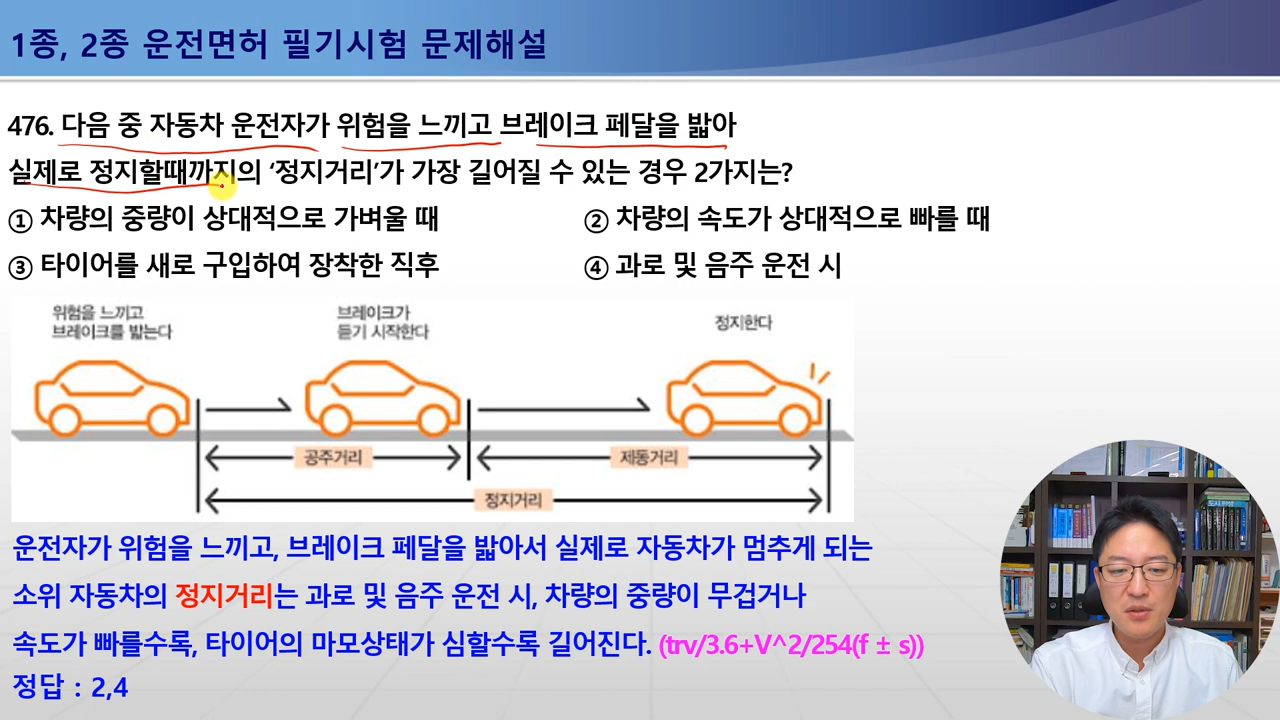 1종, 2종 운전면허 필기시험 문제해설
476. 다음 중 자동차 운전자가 위험을 느끼고 브레이크 페달을 밟아
실제로 정지할때까지의 ‘정지거리’가 가장 길어질 수 있는 경우 2가지는?
① 차량의 중량이 상대적으로 가벼울 때 ② 차량의 속도가 상대적으로 빠를 때
③ 타이어를 새로 구입하여 장착한 직후 ④ 과로 및 음주 운전 시
위험을 느끼고 브레이크가 정지한다
브레이크를 밟는다 듣기 시작한다
공주거리 제동거리
정지거리
운전자가 위험을 느끼고, 브레이크 페달을 밟아서 실제로 자동차가 멈추게 되는
소위 자동차의 정지거리는 과로 및 음주 운전 시, 차량의 중량이 무겁거나
속도가 빠를수록, 타이어의 마모상태가 심할수록 길어진다. (trv/3.6+V^2/254(f ± s))
정답 : 2,4